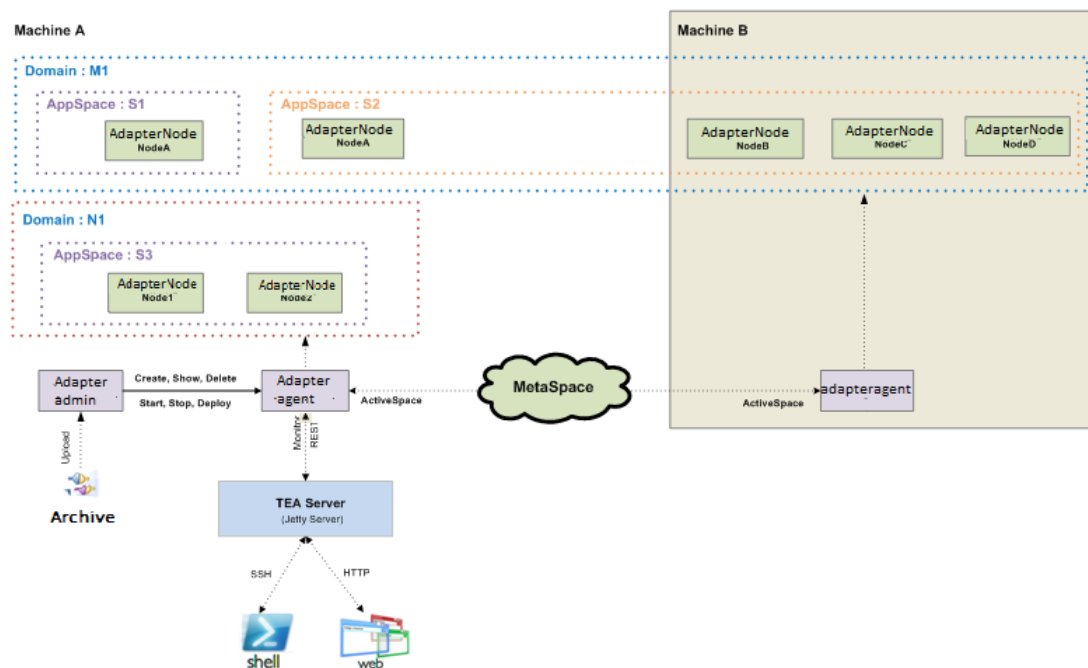 Machine A
Machine B
Domain : M1
AppSpace : S1
AppSpace : S2
AdapterNode
NodeA
AdapterNode
NodeA
AdapterNode
NodeB
AdapterNode
NodeC
AdapterNode
NodeD
Domain : N1
AppSpace : S3
AdapterNode
Node1
AdapterNode
Node2
Adapter
admin
Create, Show, Delete
Start, Stop, Deploy
Adapter
agent
ActiveSpace
MetaSpace
ActiveSpace
adapteragent
Upload
Monitor
REST
Archive
TEA Server
(Jetty Server)
SSH
HTTP
shell
web